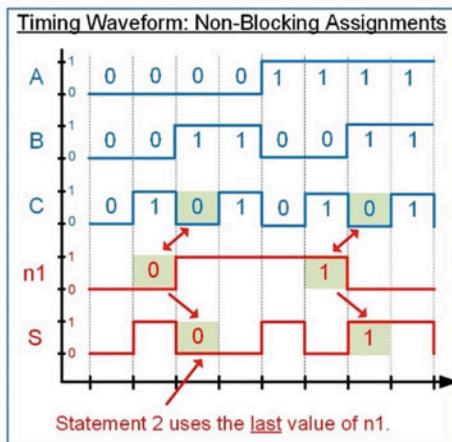 Timing Waveform: Non-Blocking Assignments
A 1 0 0 0 0 0 1 1 1 1
B 1 0 0 0 1 1 0 0 1 1
C 1 0 0 1 0 1 0 1 0 1
n1 1 0 0 1
S 1 0 0 1
Statement 2 uses the last value of n1.